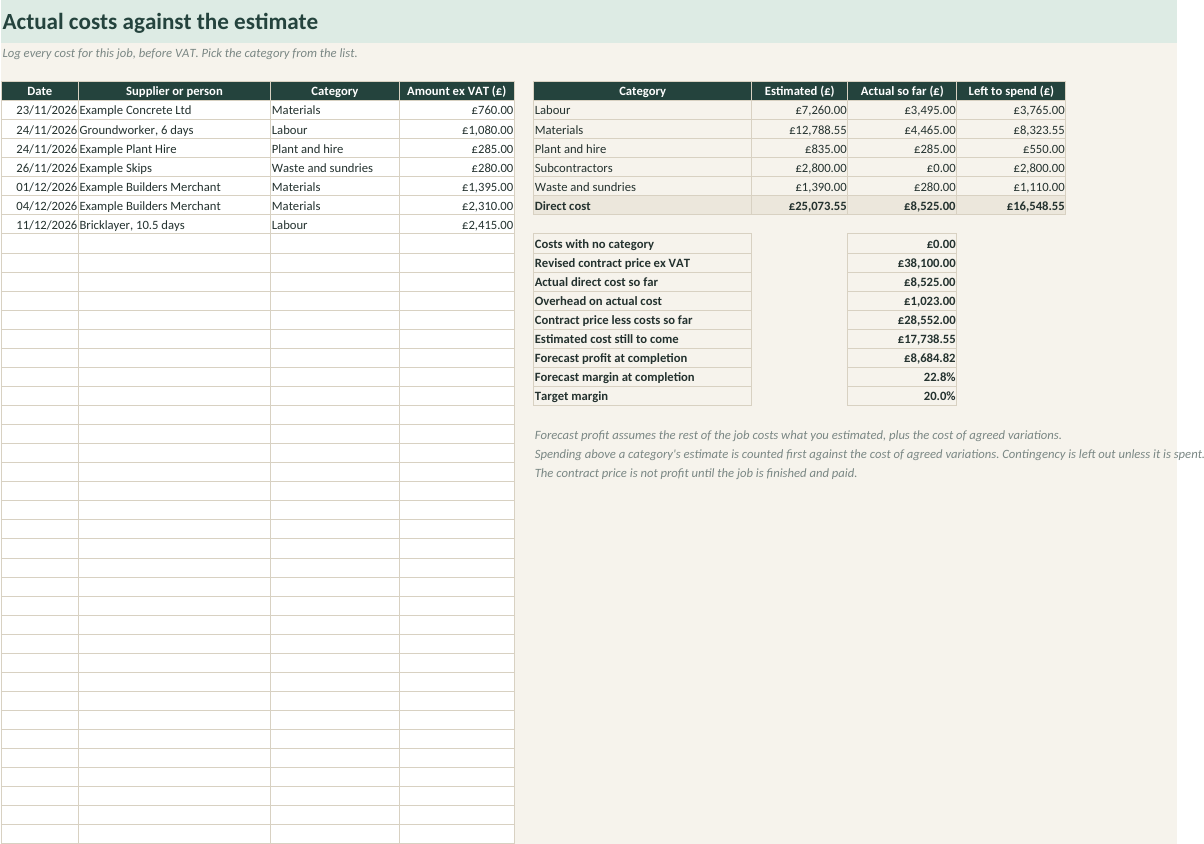 Actual costs against the estimate
Log every cost for this job, before VAT. Pick the category from the list.
Date Supplier or person Category Amount ex VAT (£)
23/11/2026 Example Concrete Ltd Materials £760.00
24/11/2026 Groundworker, 6 days Labour £1,080.00
24/11/2026 Example Plant Hire Plant and hire £285.00
26/11/2026 Example Skips Waste and sundries £280.00
01/12/2026 Example Builders Merchant Materials £1,395.00
04/12/2026 Example Builders Merchant Materials £2,310.00
11/12/2026 Bricklayer, 10.5 days Labour £2,415.00
Category Estimated (£) Actual so far (£) Left to spend (£)
Labour £7,260.00 £3,495.00 £3,765.00
Materials £12,788.55 £4,465.00 £8,323.55
Plant and hire £835.00 £285.00 £550.00
Subcontractors £2,800.00 £0.00 £2,800.00
Waste and sundries £1,390.00 £280.00 £1,110.00
Direct cost £25,073.55 £8,525.00 £16,548.55
Costs with no category £0.00
Revised contract price ex VAT £38,100.00
Actual direct cost so far £8,525.00
Overhead on actual cost £1,023.00
Contract price less costs so far £28,552.00
Estimated cost still to come £17,738.55
Forecast profit at completion £8,684.82
Forecast margin at completion 22.8%
Target margin 20.0%
Forecast profit assumes the rest of the job costs what you estimated, plus the cost of agreed variations.
Spending above a category's estimate is counted first against the cost of agreed variations. Contingency is left out unless it is spent.
The contract price is not profit until the job is finished and paid.